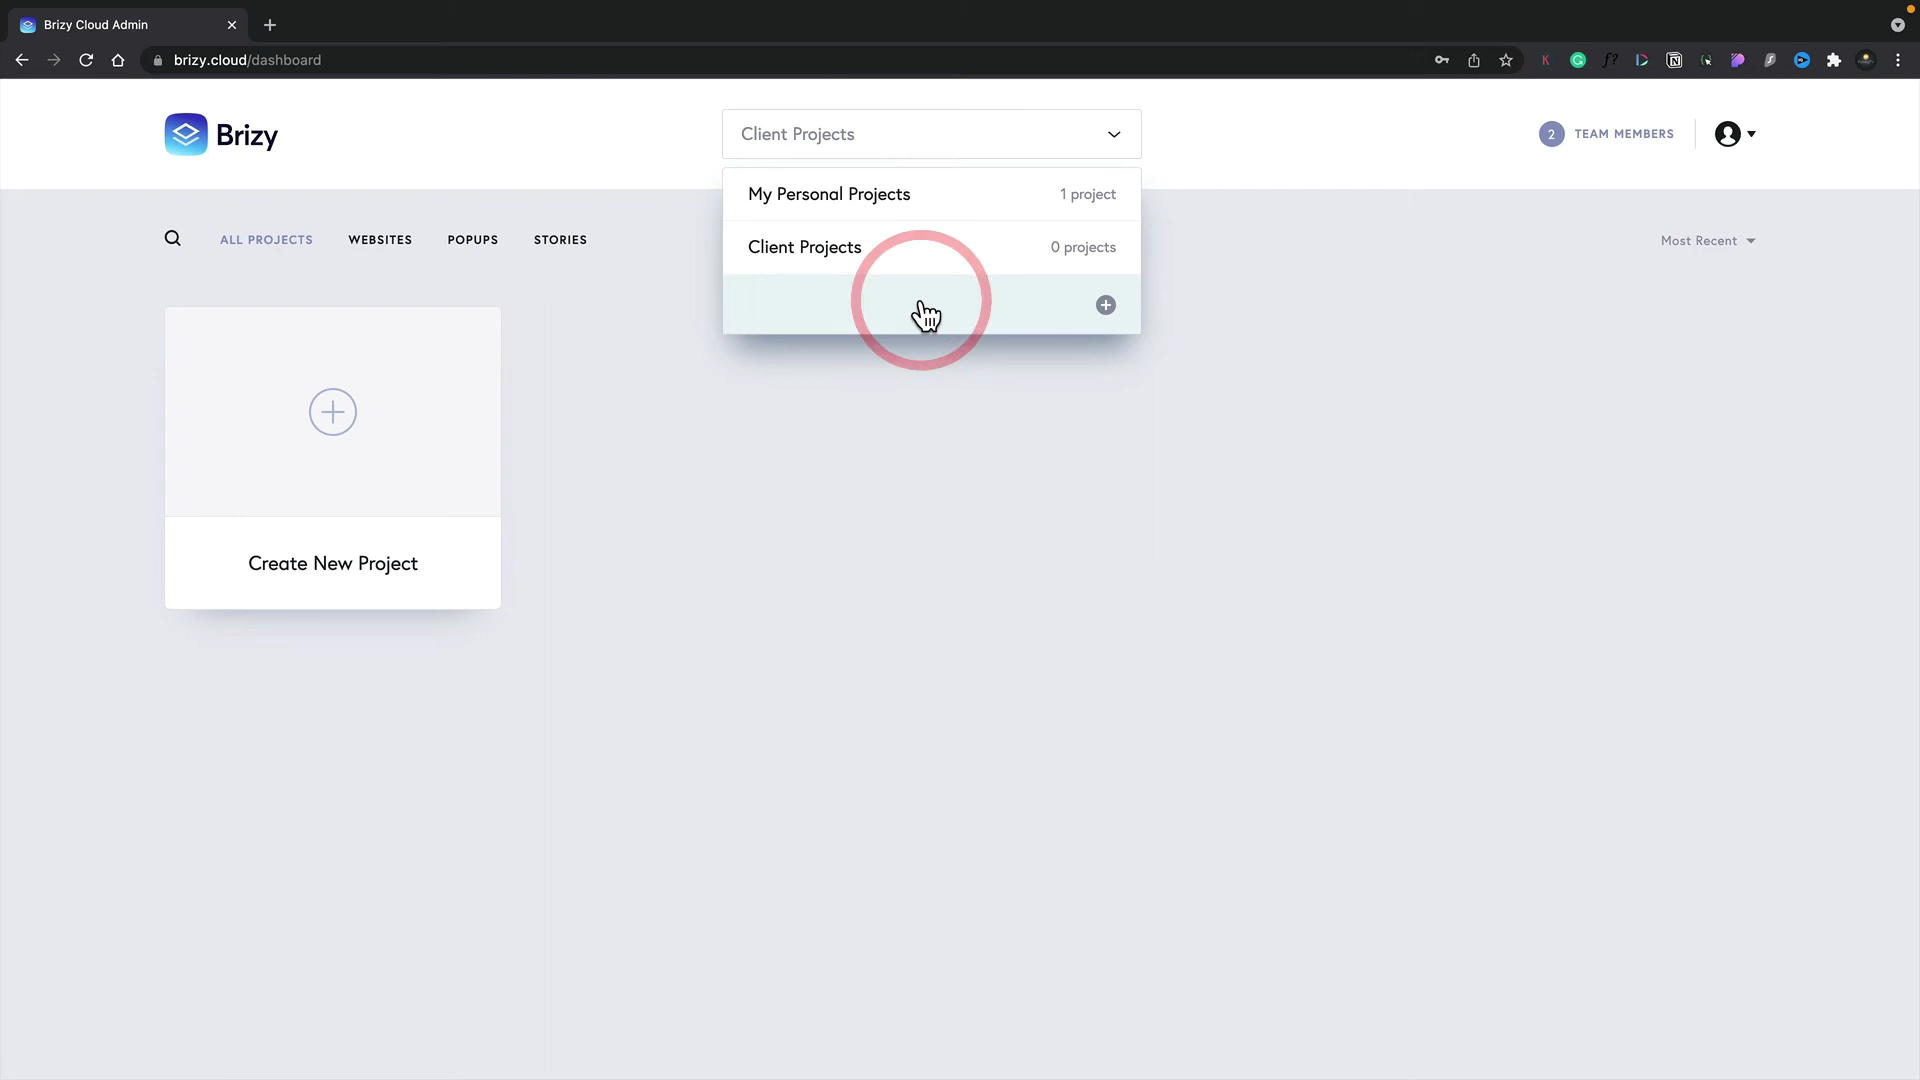 Brizy Cloud Admin
brizy.cloud/dashboard
Brizy
Client Projects
2 TEAM MEMBERS
My Personal Projects 1 project
Client Projects 0 projects
ALL PROJECTS WEBSITES POPUPS STORIES
Most Recent
Create New Project